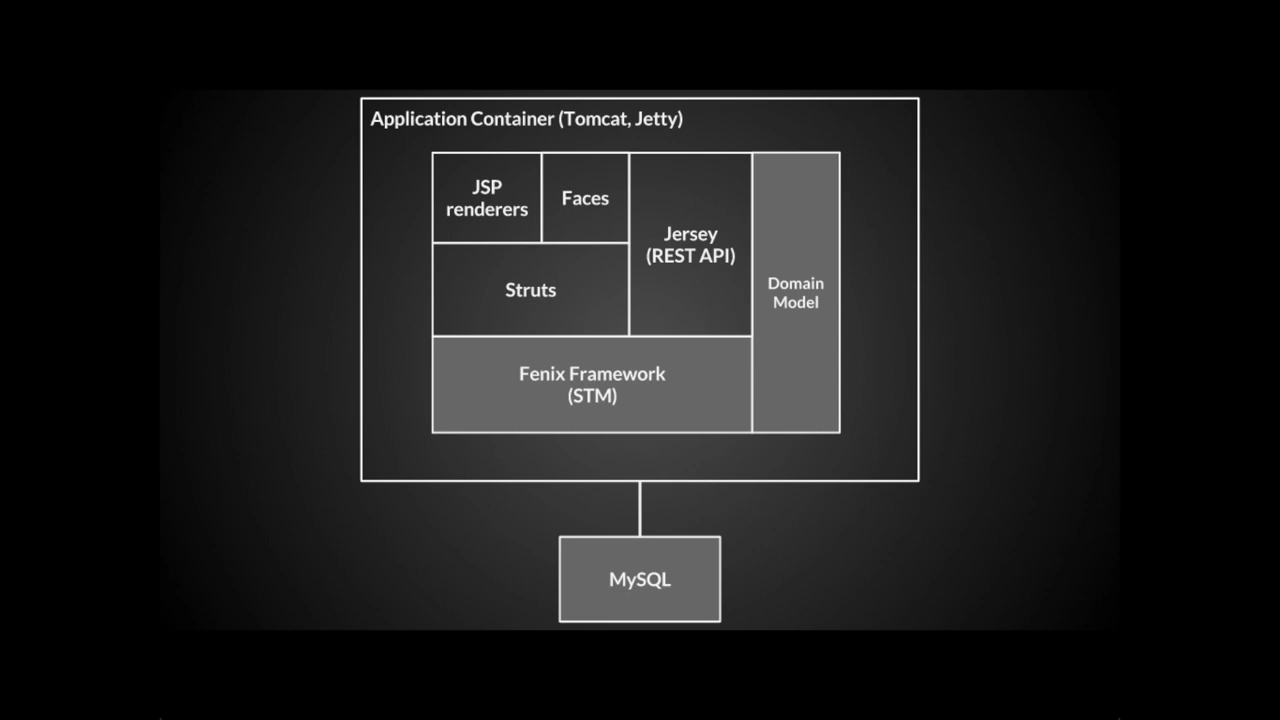 Application Container (Tomcat, Jetty)
JSP
renderers
Faces
Jersey
(REST API)
Domain
Model
Struts
Fenix Framework
(STM)
MySQL